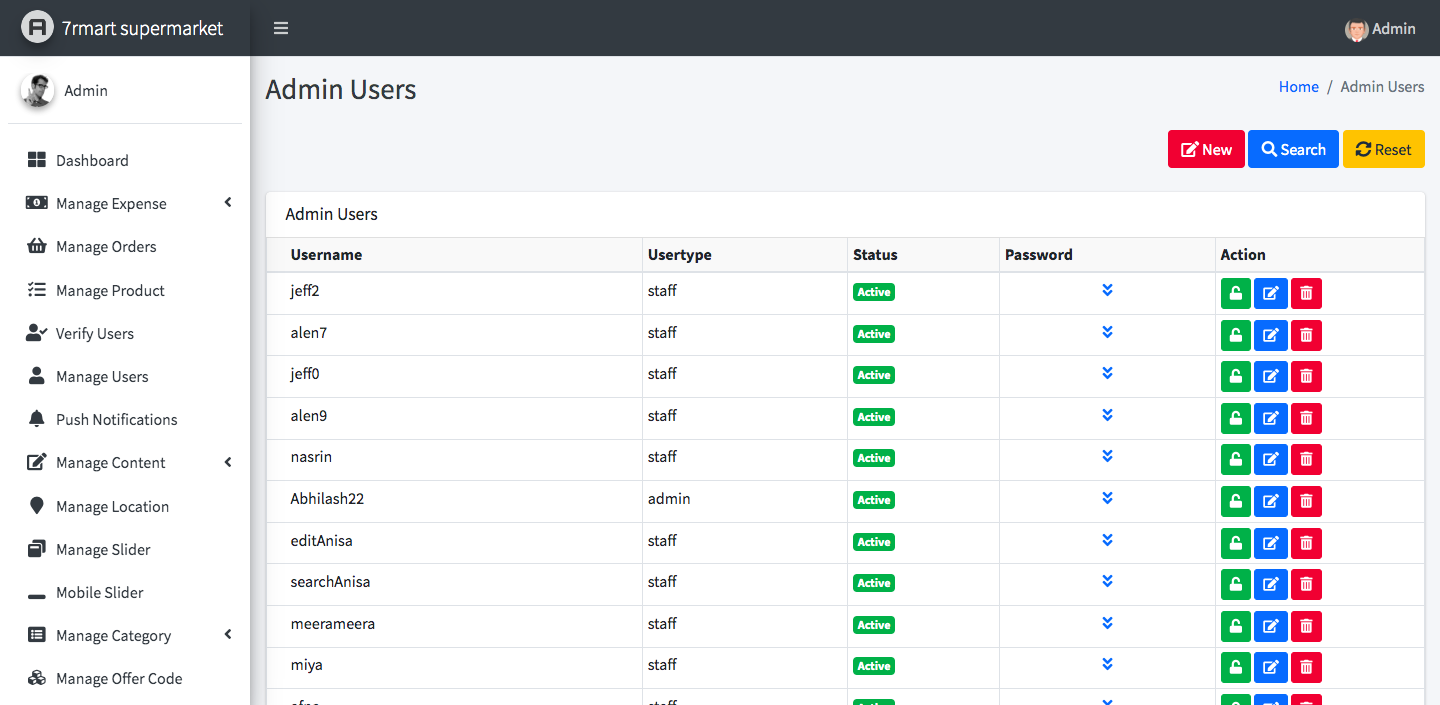 7rmart supermarket
Admin
Admin
Admin Users
Home / Admin Users
Dashboard
Manage Expense
Manage Orders
Manage Product
Verify Users
Manage Users
Push Notifications
Manage Content
Manage Location
Manage Slider
Mobile Slider
Manage Category
Manage Offer Code
New Search Reset
Admin Users
Username Usertype Status Password Action
jeff2 staff Active
alen7 staff Active
jeff0 staff Active
alen9 staff Active
nasrin staff Active
Abhilash22 admin Active
editAnisa staff Active
searchAnisa staff Active
meerameera staff Active
miya staff Active